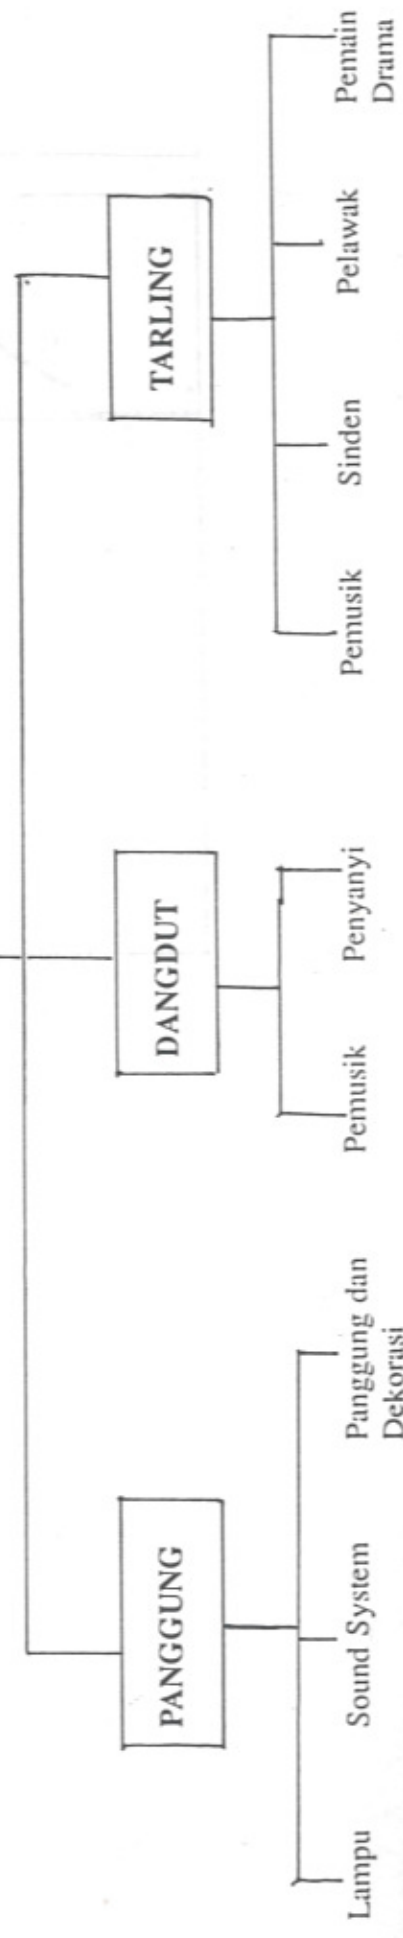 PANGGUNG
DANGDUT
TARLING
Lampu
Sound System
Panggung dan
Dekorasi
Pemusik
Penyanyi
Pemusik
Sinden
Pelawak
Pemain
Drama